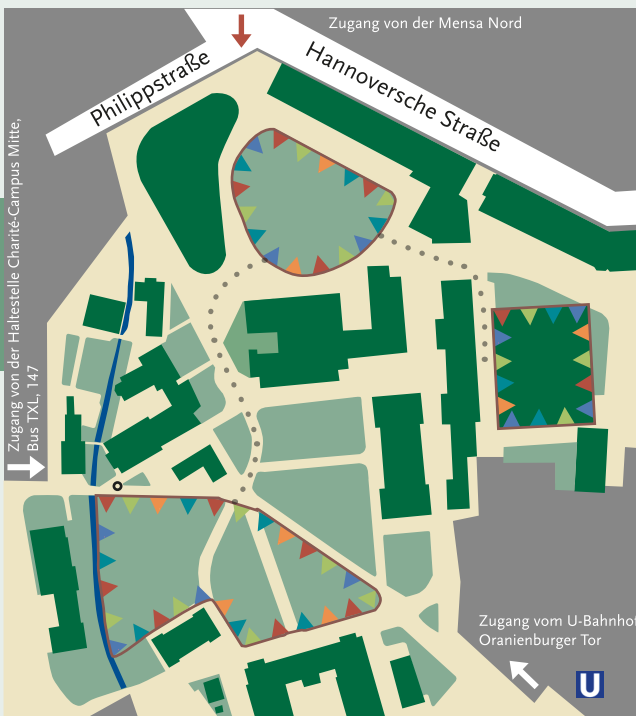 Zugang von der Mensa Nord
Philippstraße
Hannoversche Straße
Zugang von der Haltestelle Charité-Campus Mitte,
Bus TXL, 147
Zugang vom U-Bahnhof
Oranienburger Tor
U